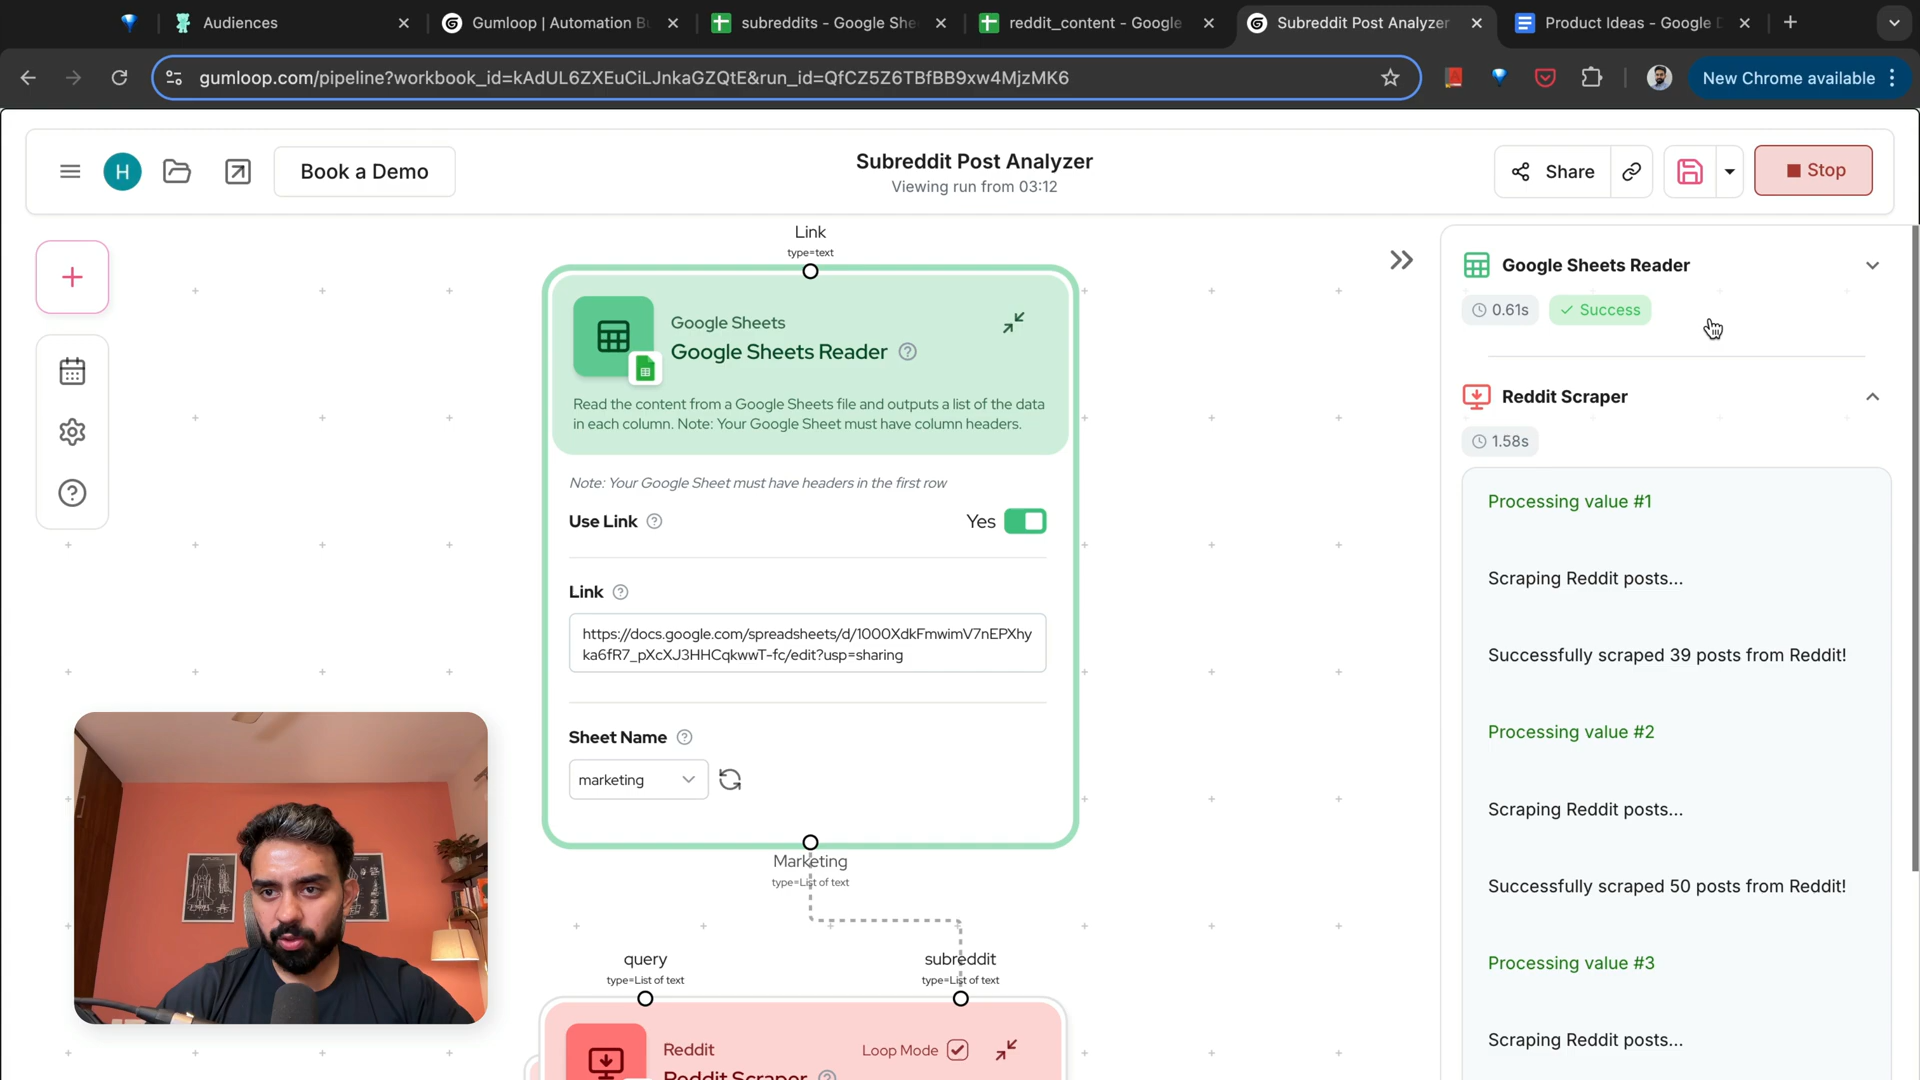 Audiences
Gumloop | Automation Bu
subreddits - Google She
reddit_content - Google
Subreddit Post Analyzer
Product Ideas - Google D
gumloop.com/pipeline?workbook_id=kAdUL6ZXEuCiLJnkaGZQtE&run_id=QfCZ5Z6TBfBB9xw4MjzMK6
New Chrome available
H
Book a Demo
Subreddit Post Analyzer
Viewing run from 03:12
Share
Stop
Link
type=text
Google Sheets
Google Sheets Reader
Read the content from a Google Sheets file and outputs a list of the data
in each column. Note: Your Google Sheet must have column headers.
Note: Your Google Sheet must have headers in the first row
Use Link
Yes
Link
https://docs.google.com/spreadsheets/d/1000XdkFmwimV7nEPXhy
ka6fR7_pXcXJ3HHCqkwwT-fc/edit?usp=sharing
Sheet Name
marketing
Marketing
type=List of text
query
type=List of text
subreddit
type=List of text
Reddit
Loop Mode
Reddit Scraper
Google Sheets Reader
0.61s
Success
Reddit Scraper
1.58s
Processing value #1
Scraping Reddit posts...
Successfully scraped 39 posts from Reddit!
Processing value #2
Scraping Reddit posts...
Successfully scraped 50 posts from Reddit!
Processing value #3
Scraping Reddit posts...